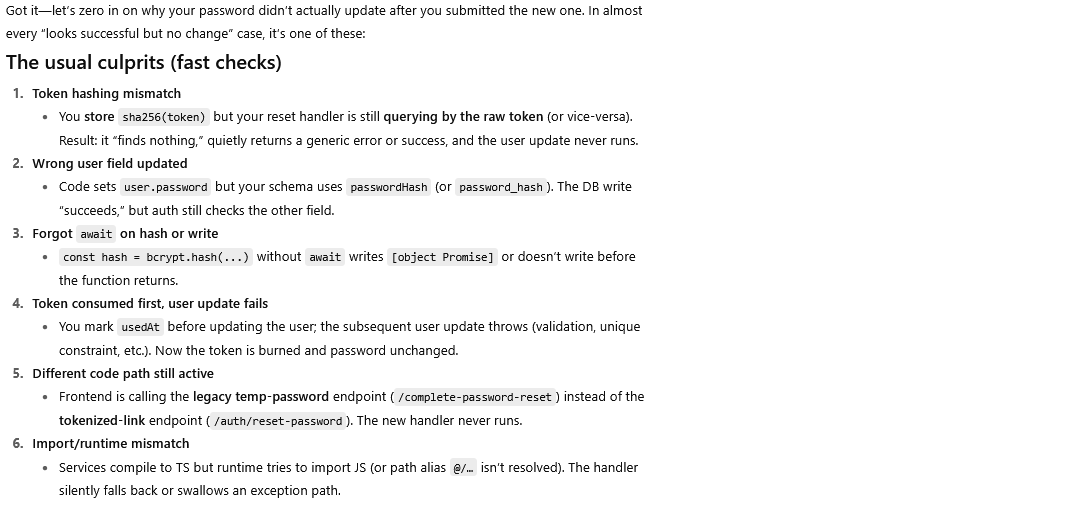 Got it—let’s zero in on why your password didn’t actually update after you submitted the new one. In almost
every “looks successful but no change” case, it’s one of these:
The usual culprits (fast checks)
1. Token hashing mismatch
• You store sha256(token) but your reset handler is still querying by the raw token (or vice-versa).
Result: it “finds nothing,” quietly returns a generic error or success, and the user update never runs.
2. Wrong user field updated
• Code sets user.password but your schema uses passwordHash (or password_hash). The DB write
“succeeds,” but auth still checks the other field.
3. Forgot await on hash or write
• const hash = bcrypt.hash(...) without await writes [object Promise] or doesn’t write before
the function returns.
4. Token consumed first, user update fails
• You mark usedAt before updating the user; the subsequent user update throws (validation, unique
constraint, etc.). Now the token is burned and password unchanged.
5. Different code path still active
• Frontend is calling the legacy temp-password endpoint (/complete-password-reset) instead of the
tokenized-link endpoint (/auth/reset-password). The new handler never runs.
6. Import/runtime mismatch
• Services compile to TS but runtime tries to import JS (or path alias @/… isn’t resolved). The handler
silently falls back or swallows an exception path.